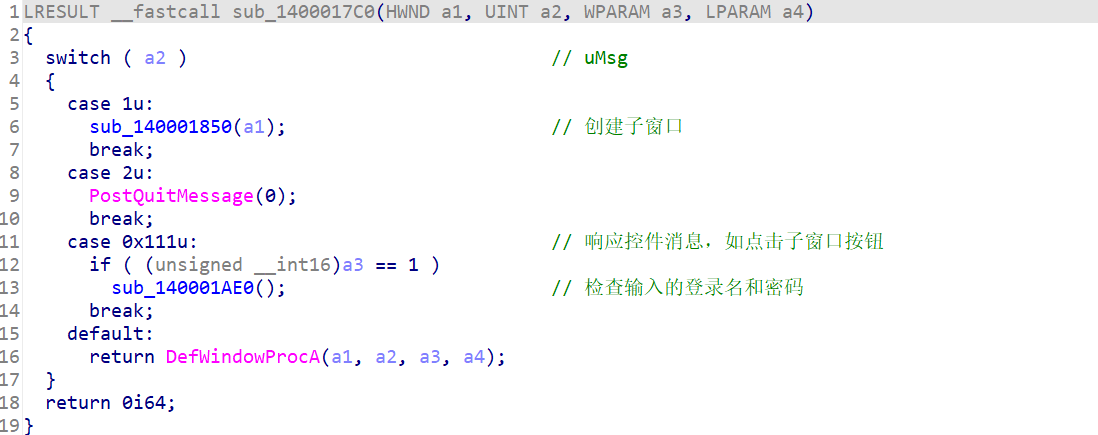 1 LRESULT __fastcall sub_1400017C0(HWND a1, UINT a2, WPARAM a3, LPARAM a4)
2 {
3   switch ( a2 )                                 // uMsg
4   {
5     case 1u:
6       sub_140001850(a1);                        // 创建子窗口
7       break;
8     case 2u:
9       PostQuitMessage(0);
10       break;
11     case 0x111u:                                // 响应控件消息，如点击子窗口按钮
12       if ( (unsigned __int16)a3 == 1 )
13         sub_140001AE0();                        // 检查输入的登录名和密码
14       break;
15     default:
16       return DefWindowProcA(a1, a2, a3, a4);
17   }
18   return 0i64;
19 }